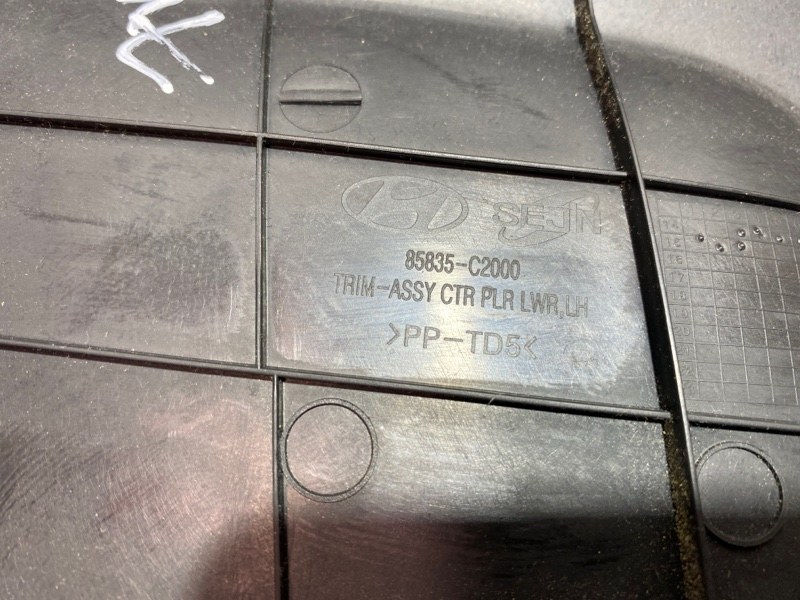 SEJIN
85835-C2000
TRIM-ASSY CTR PLR LWR,LH
>PP-TD5<